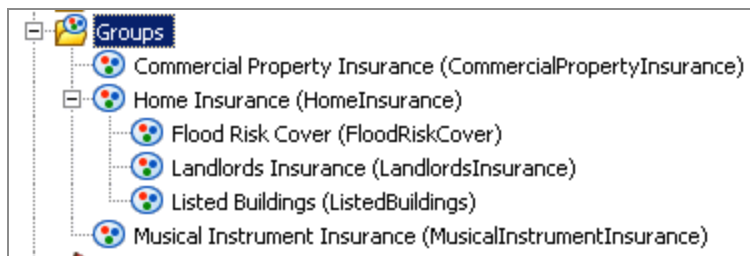 Groups
Commercial Property Insurance (CommercialPropertyInsurance)
Home Insurance (HomeInsurance)
Flood Risk Cover (FloodRiskCover)
Landlords Insurance (LandlordsInsurance)
Listed Buildings (ListedBuildings)
Musical Instrument Insurance (MusicalInstrumentInsurance)